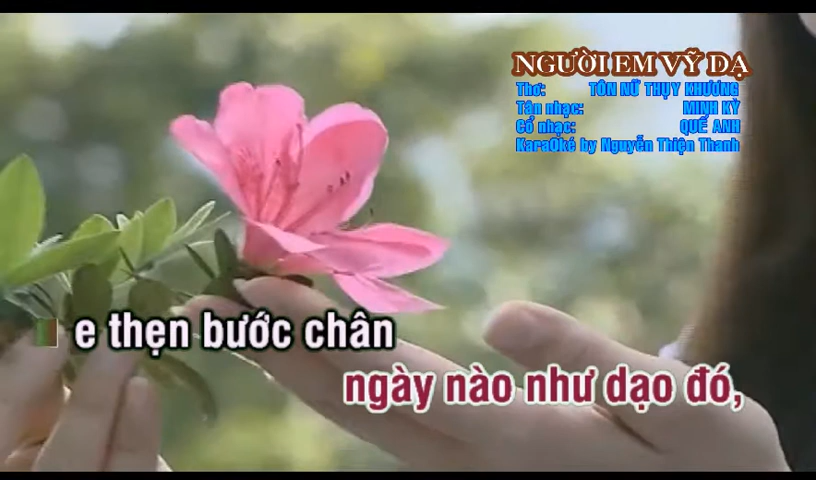 NGƯỜI EM VỸ DẠ
Thơ: TÔN NỮ THỤY KHƯƠNG
Tân nhạc: MINH KỲ
Cổ nhạc: QUẾ ANH
KaraOké by Nguyễn Thiện Thanh
e thẹn bước chân
ngày nào như dạo đó,